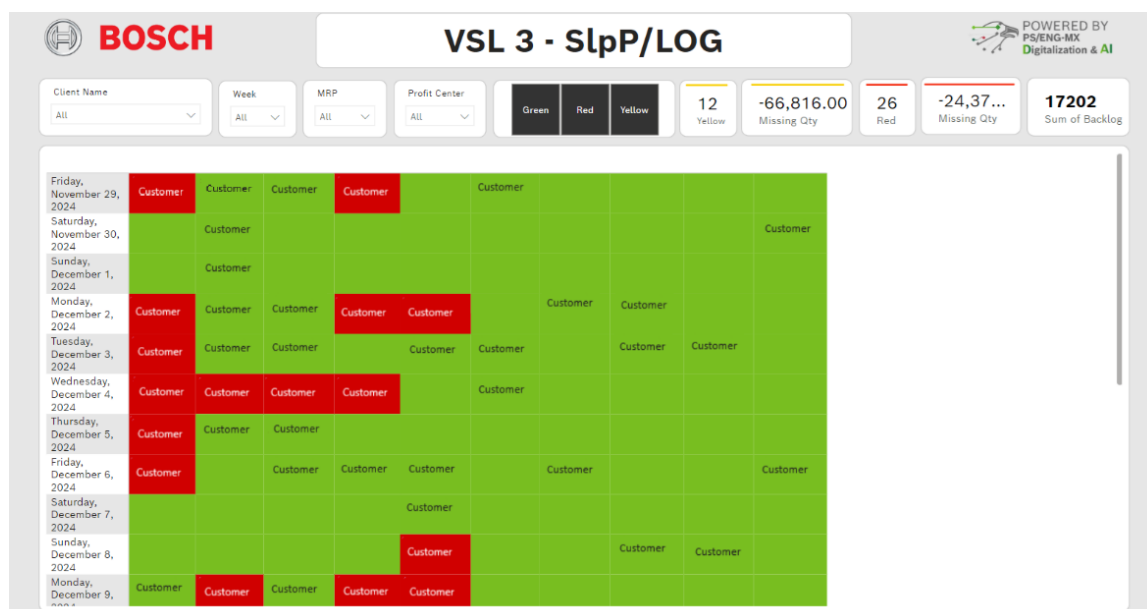 BOSCH
VSL 3 - SlpP/LOG
POWERED BY
PS/ENG-MX
Digitalization & AI
Client Name
All
Week
All
MRP
All
Profit Center
All
Green Red Yellow
12
Yellow
-66,816.00
Missing Qty
26
Red
-24,37...
Missing Qty
17202
Sum of Backlog
Friday,
November 29,
2024
Customer Customer Customer Customer Customer
Saturday,
November 30,
2024
Customer Customer
Sunday,
December 1,
2024
Customer
Monday,
December 2,
2024
Customer Customer Customer Customer Customer Customer Customer
Tuesday,
December 3,
2024
Customer Customer Customer Customer Customer Customer Customer
Wednesday,
December 4,
2024
Customer Customer Customer Customer Customer
Thursday,
December 5,
2024
Customer Customer Customer
Friday,
December 6,
2024
Customer Customer Customer Customer Customer Customer
Saturday,
December 7,
2024
Customer
Sunday,
December 8,
2024
Customer Customer Customer
Monday,
December 9,
Customer Customer Customer Customer Customer